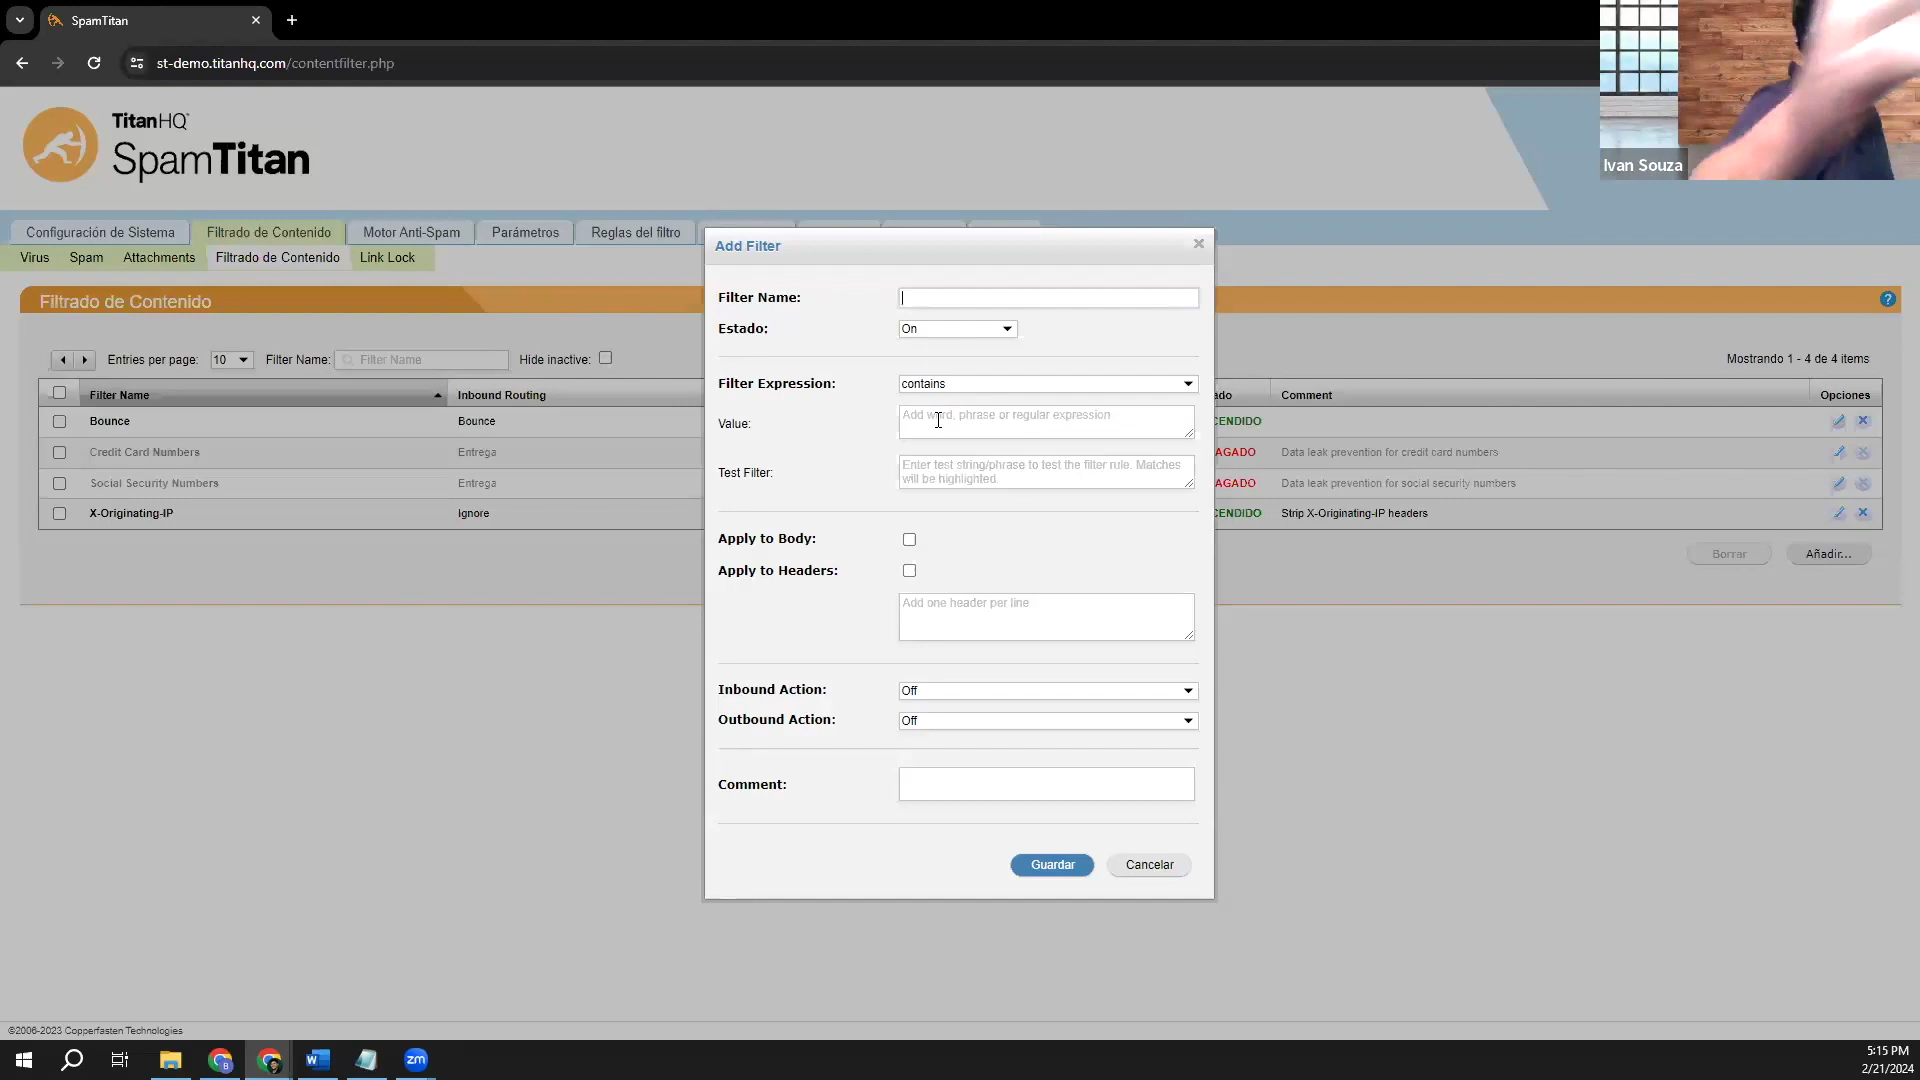 SpamTitan
st-demo.titanhq.com/contentfilter.php
Ivan Souza
TitanHQ
SpamTitan
Configuración de Sistema
Filtrado de Contenido
Motor Anti-Spam
Parámetros
Reglas del filtro
Virus
Spam
Attachments
Filtrado de Contenido
Link Lock
Filtrado de Contenido
Entries per page: 10 Filter Name: Filter Name Hide inactive:
Mostrando 1 - 4 de 4 items
Filter Name Inbound Routing Comment Opciones
Bounce Bounce
Credit Card Numbers Entrega Data leak prevention for credit card numbers
Social Security Numbers Entrega Data leak prevention for social security numbers
X-Originating-IP Ignore Strip X-Originating-IP headers
Borrar Añadir...
Add Filter
Filter Name:
Estado: On
Filter Expression: contains
Value: Add word, phrase or regular expression
Test Filter: Enter test string/phrase to test the filter rule. Matches
will be highlighted.
Apply to Body:
Apply to Headers:
Add one header per line
Inbound Action: Off
Outbound Action: Off
Comment:
Guardar Cancelar
©2006-2023 Copperfasten Technologies
zm
5:15 PM
2/21/2024